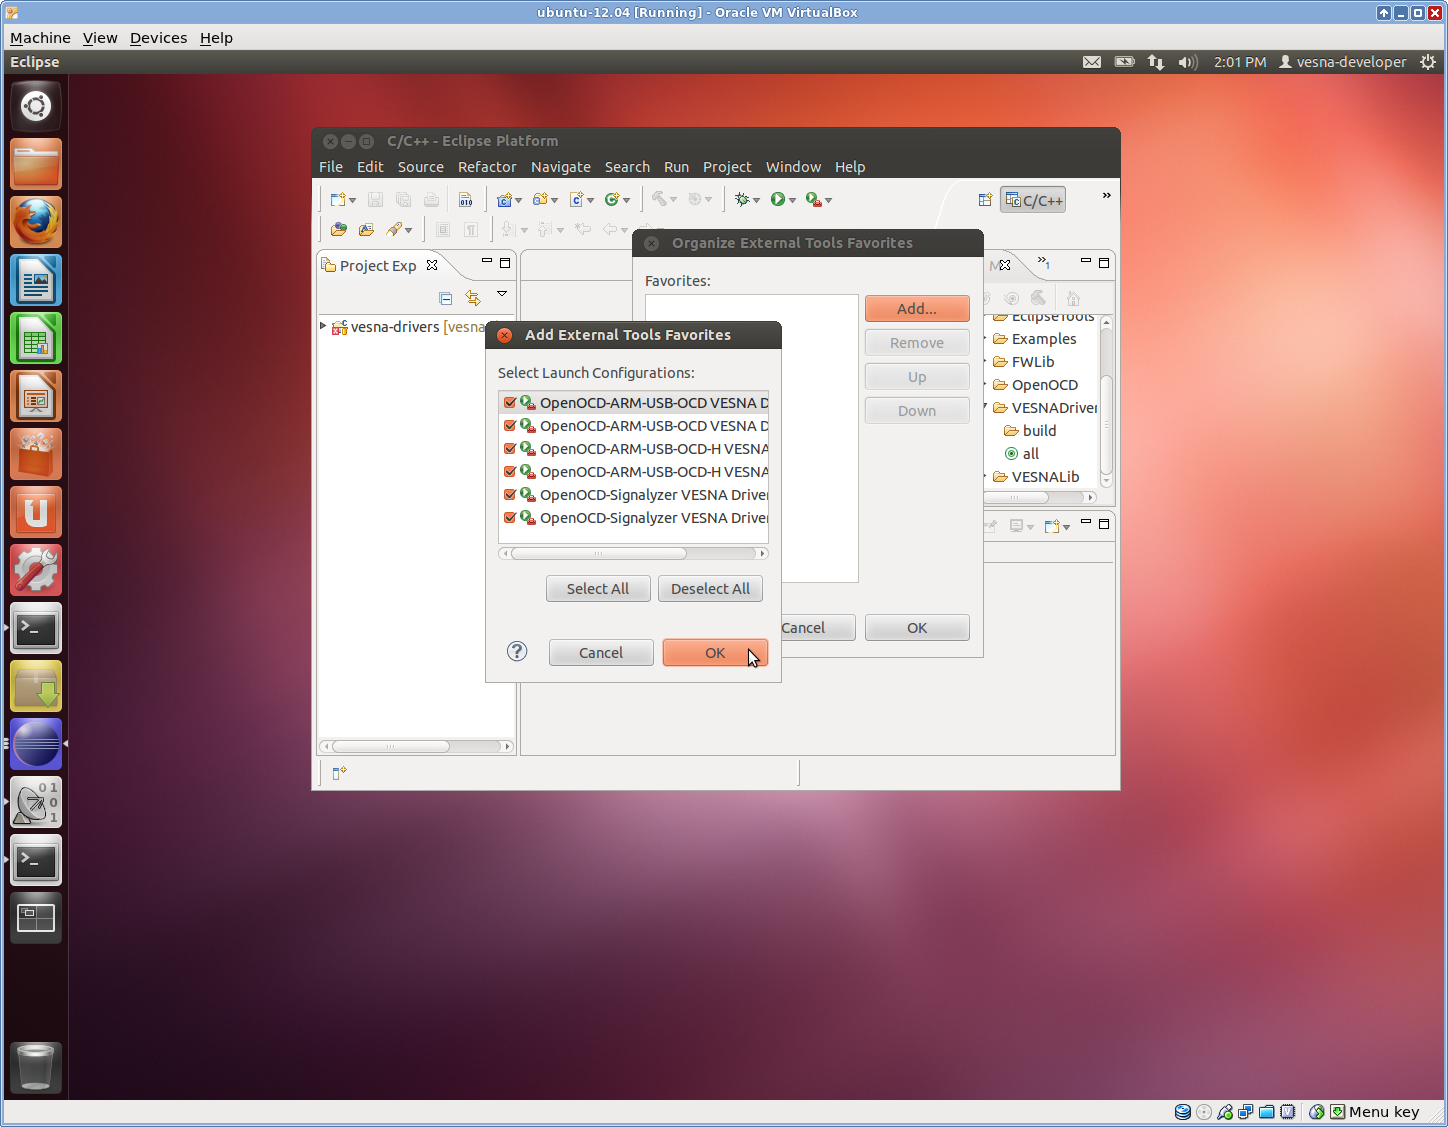 ubuntu-12.04 [Running] - Oracle VM VirtualBox
Machine View Devices Help
Eclipse 2:01 PM vesna-developer
C/C++ - Eclipse Platform
File Edit Source Refactor Navigate Search Run Project Window Help
C/C++
Project Exp
vesna-drivers [vesna
Organize External Tools Favorites
Favorites:
Add...
Remove
Up
Down
Cancel OK
Add External Tools Favorites
Select Launch Configurations:
OpenOCD-ARM-USB-OCD VESNA D
OpenOCD-ARM-USB-OCD VESNA D
OpenOCD-ARM-USB-OCD-H VESNA
OpenOCD-ARM-USB-OCD-H VESNA
OpenOCD-Signalyzer VESNA Driver
OpenOCD-Signalyzer VESNA Driver
Select All Deselect All
Cancel OK
EclipseTools
Examples
FWLib
OpenOCD
VESNADriver
build
all
VESNALib
Menu key